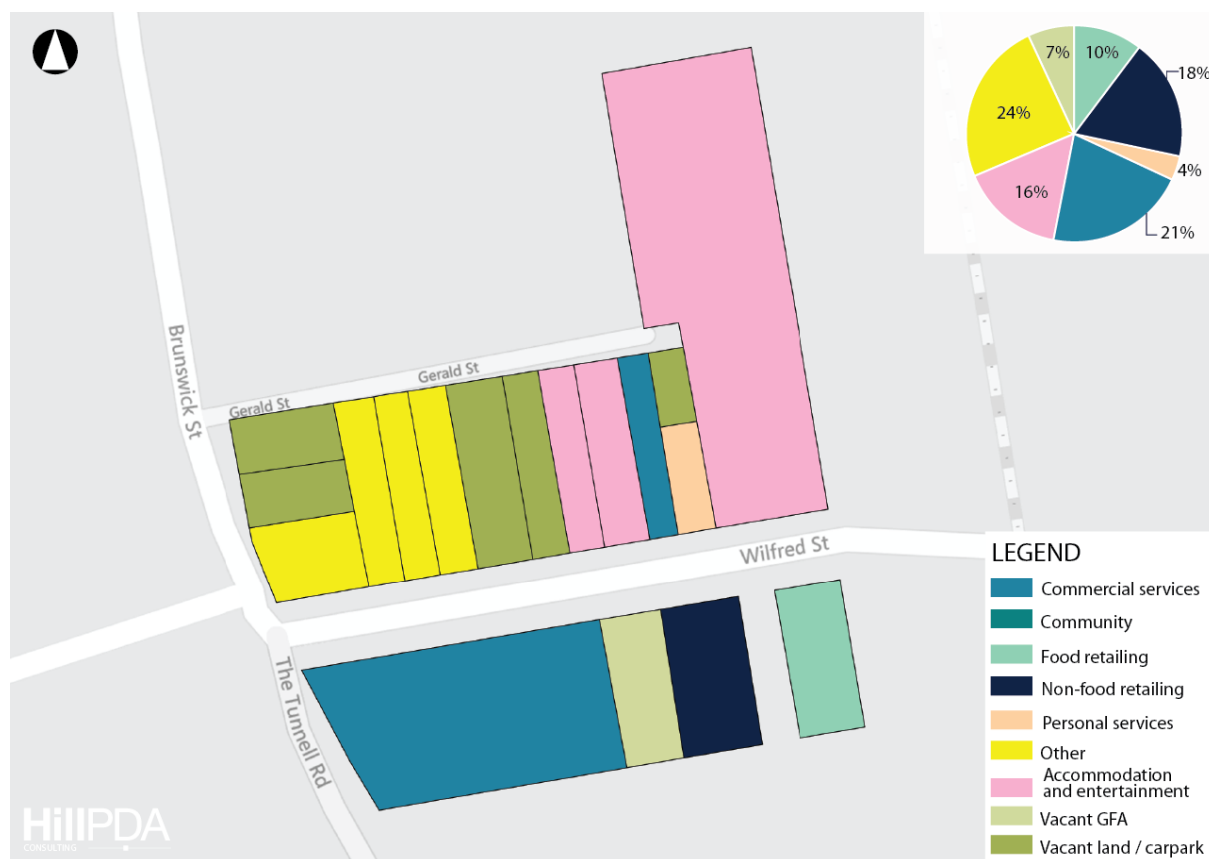 7%
10%
18%
24%
4%
16%
21%
Brunswick St
Gerald St
Gerald St
Wilfred St
The Tunnell Rd
LEGEND
Commercial services
Community
Food retailing
Non-food retailing
Personal services
Other
Accommodation
and entertainment
Vacant GFA
Vacant land / carpark
HillPDA
CONSULTING